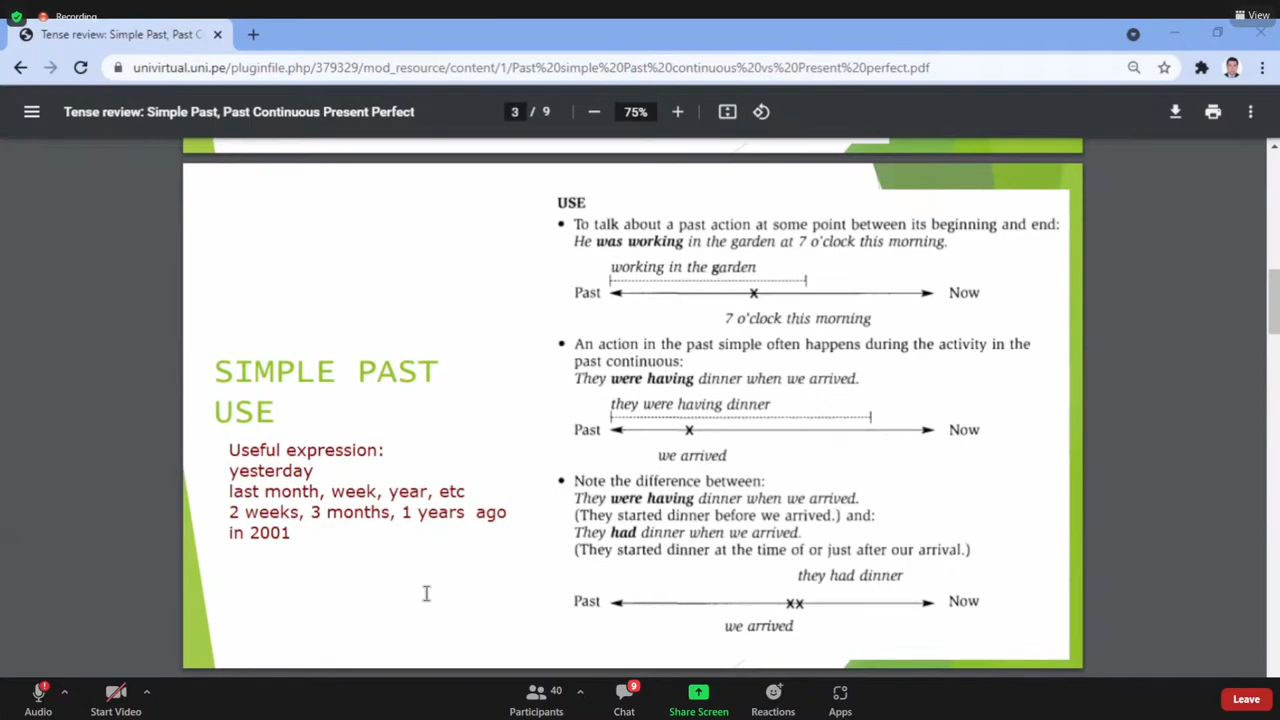 Recording
View
Tense review: Simple Past, Past C
univirtual.uni.pe/pluginfile.php/379329/mod_resource/content/1/Past%20simple%20Past%20continuous%20vs%20Present%20perfect.pdf
Tense review: Simple Past, Past Continuous Present Perfect
3 / 9
75%
SIMPLE PAST
USE
Useful expression:
yesterday
last month, week, year, etc
2 weeks, 3 months, 1 years ago
in 2001
USE
• To talk about a past action at some point between its beginning and end:
He was working in the garden at 7 o'clock this morning.
working in the garden
Past x Now
7 o'clock this morning
• An action in the past simple often happens during the activity in the
past continuous:
They were having dinner when we arrived.
they were having dinner
Past x Now
we arrived
• Note the difference between:
They were having dinner when we arrived.
(They started dinner before we arrived.) and:
They had dinner when we arrived.
(They started dinner at the time of or just after our arrival.)
they had dinner
Past xx Now
we arrived
Audio
Start Video
Participants 40
Chat 9
Share Screen
Reactions
Apps
Leave